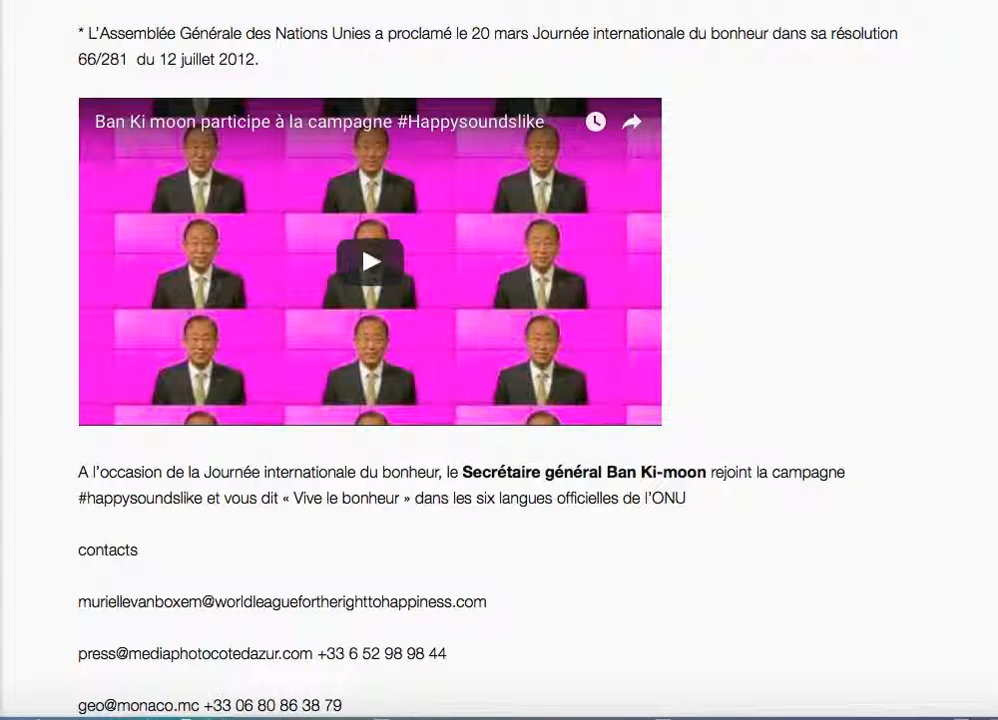 * L'Assemblée Générale des Nations Unies a proclamé le 20 mars Journée internationale du bonheur dans sa résolution
66/281 du 12 juillet 2012.
Ban Ki moon participe à la campagne #Happysoundslike
A l'occasion de la Journée internationale du bonheur, le Secrétaire général Ban Ki-moon rejoint la campagne
#happysoundslike et vous dit « Vive le bonheur » dans les six langues officielles de l'ONU
contacts
muriellevanboxem@worldleaguefortherighttohappiness.com
press@mediaphotocotedazur.com +33 6 52 98 98 44
geo@monaco.mc +33 06 80 86 38 79